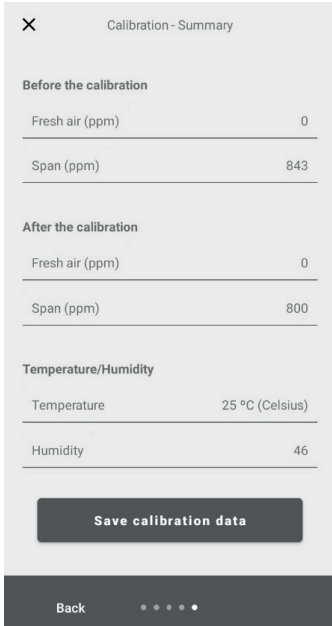 Calibration - Summary
Before the calibration
Fresh air (ppm) 0
Span (ppm) 843
After the calibration
Fresh air (ppm) 0
Span (ppm) 800
Temperature/Humidity
Temperature 25 ºC (Celsius)
Humidity 46
Save calibration data
Back